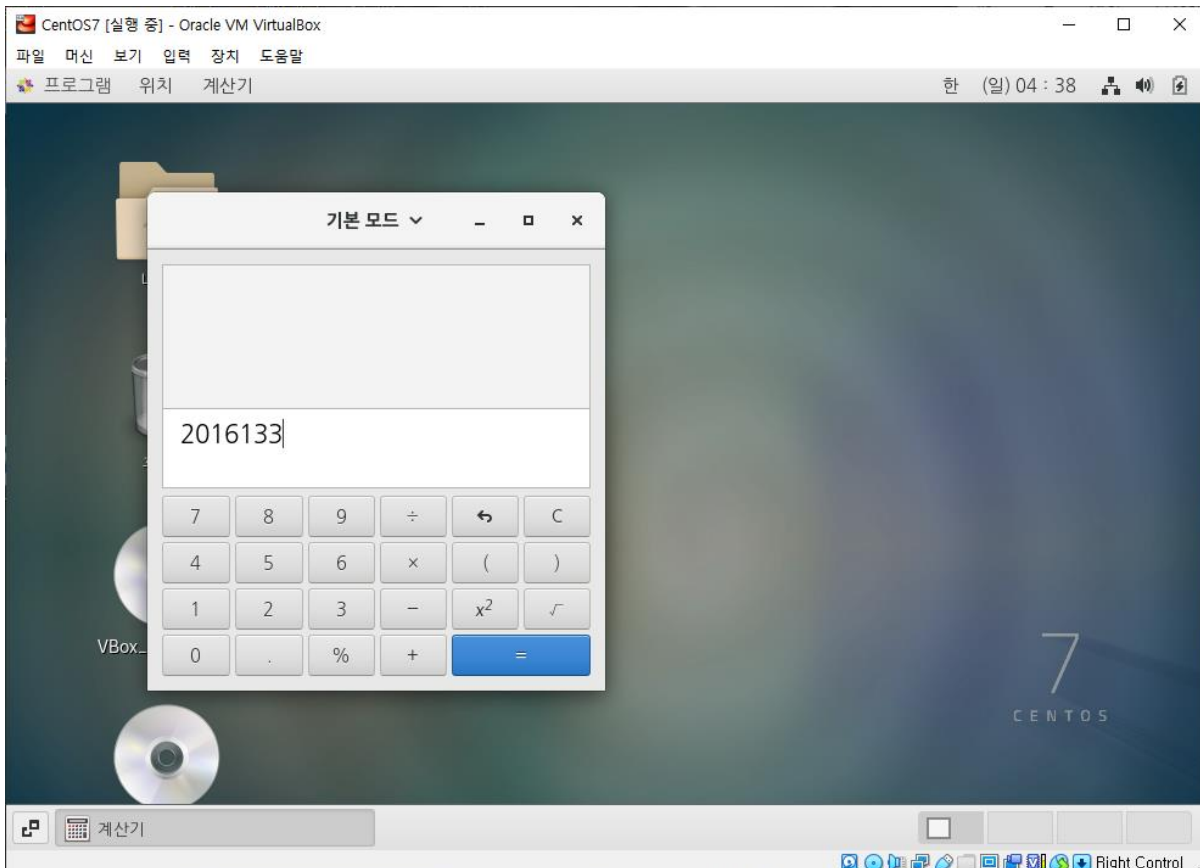 CentOS7 [실행 중] - Oracle VM VirtualBox
파일 머신 보기 입력 장치 도움말
프로그램 위치 계산기 한 (일) 04 : 38
기본 모드
2016133
7 8 9 ÷ C
4 5 6 × ( )
1 2 3 − x² √
0 . % + =
VBox_
7
CENTOS
계산기
Right Control